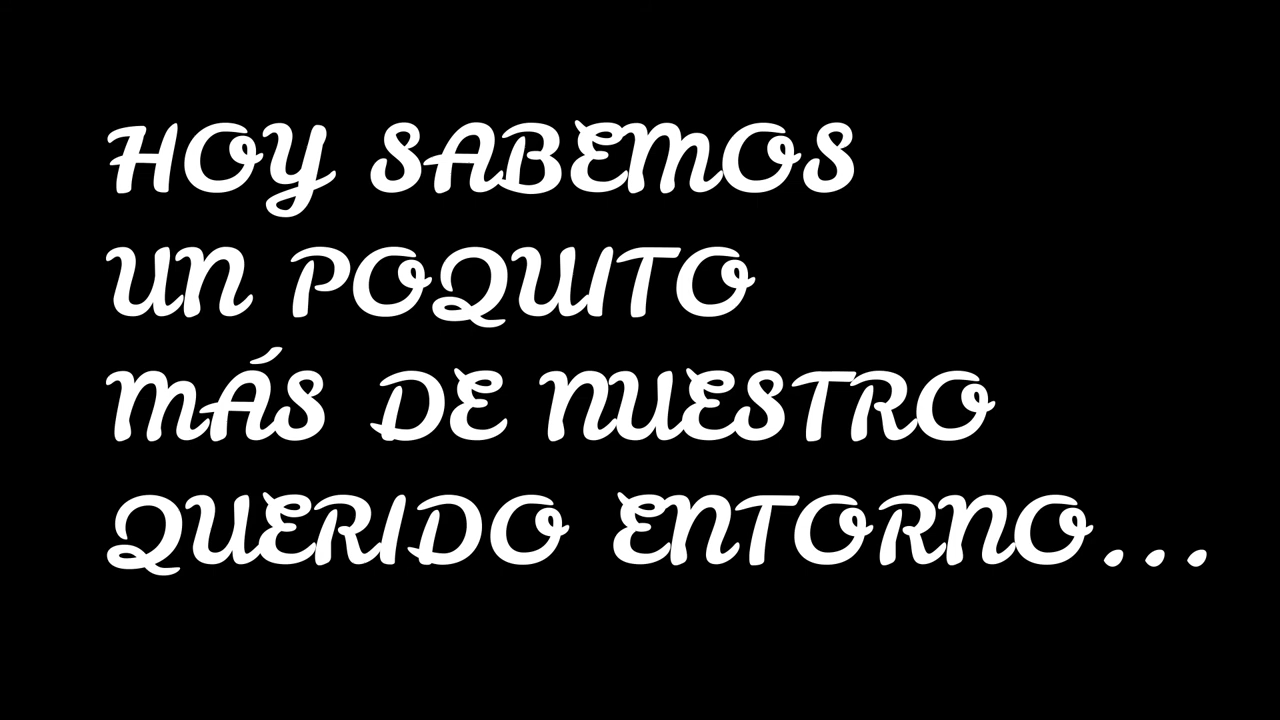 HOY SABEMOS
UN POQUITO
MÁS DE NUESTRO
QUERIDO ENTORNO...